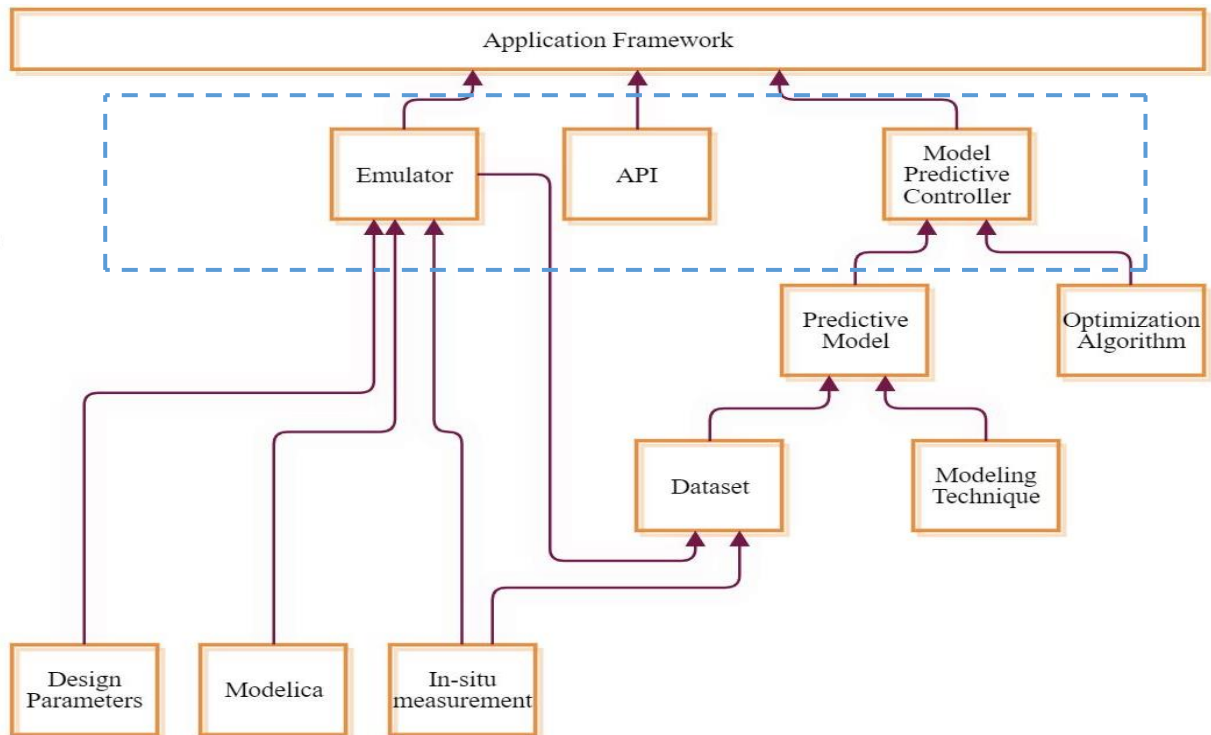 Application Framework
Emulator
API
Model
Predictive
Controller
Predictive
Model
Optimization
Algorithm
Dataset
Modeling
Technique
Design
Parameters
Modelica
In-situ
measurement